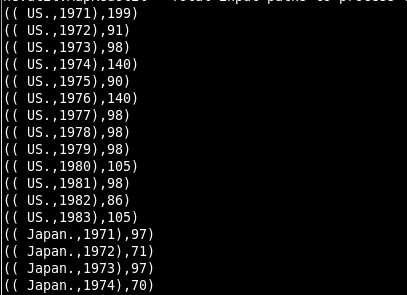 (( US.,1971),199)
(( US.,1972),91)
(( US.,1973),98)
(( US.,1974),140)
(( US.,1975),90)
(( US.,1976),140)
(( US.,1977),98)
(( US.,1978),98)
(( US.,1979),98)
(( US.,1980),105)
(( US.,1981),98)
(( US.,1982),86)
(( US.,1983),105)
(( Japan.,1971),97)
(( Japan.,1972),71)
(( Japan.,1973),97)
(( Japan.,1974),70)